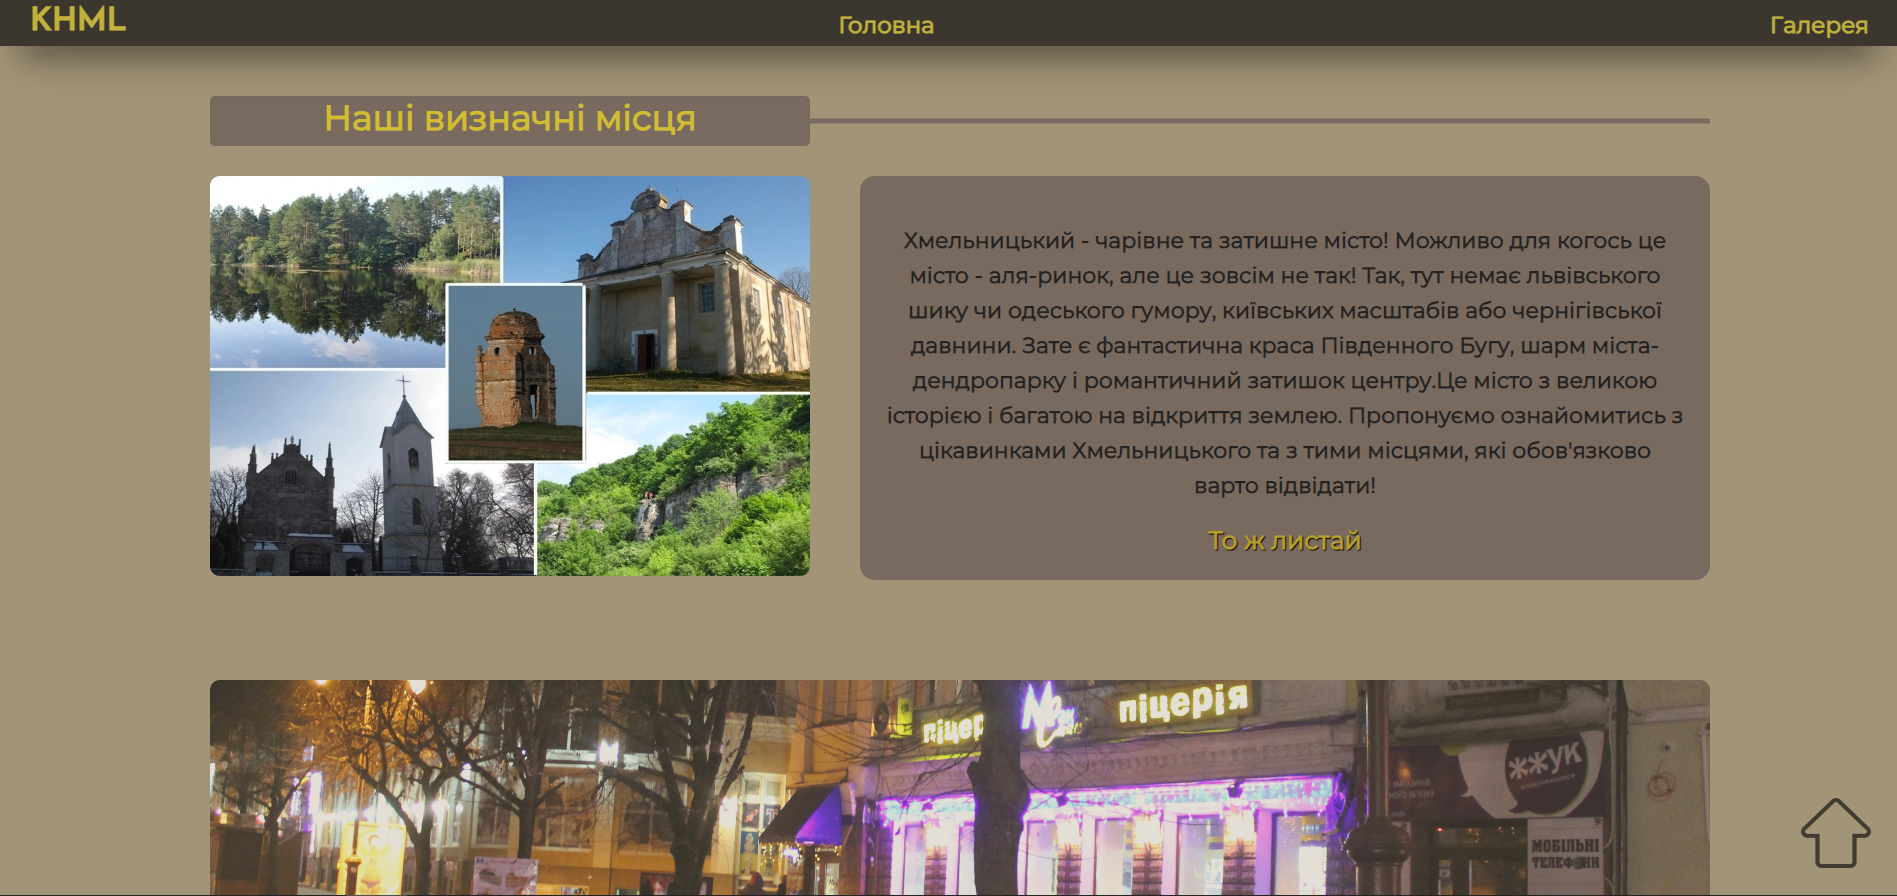 KHML
Головна
Галерея
Наші визначні місця
Хмельницький - чарівне та затишне місто! Можливо для когось це
місто - аля-ринок, але це зовсім не так! Так, тут немає львівського
шику чи одеського гумору, київських масштабів або чернігівської
давнини. Зате є фантастична краса Південного Бугу, шарм міста-
дендропарку і романтичний затишок центру.Це місто з великою
історією і багатою на відкриття землею. Пропонуємо ознайомитись з
цікавинками Хмельницького та з тими місцями, які обов'язково
варто відвідати!
То ж листай
піцер
піцерія
жжук
МОБІЛЬНІ
ТЕЛЕФОНИ